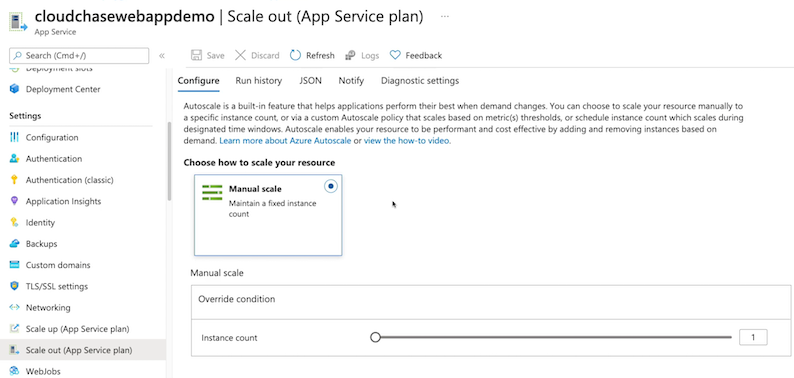 cloudchasewebappdemo | Scale out (App Service plan) ...
App Service
Search (Cmd+/)
«
Save
Discard
Refresh
Logs
Feedback
Deployment slots
Deployment Center
Settings
Configuration
Authentication
Authentication (classic)
Application Insights
Identity
Backups
Custom domains
TLS/SSL settings
Networking
Scale up (App Service plan)
Scale out (App Service plan)
WebJobs
Configure
Run history
JSON
Notify
Diagnostic settings
Autoscale is a built-in feature that helps applications perform their best when demand changes. You can choose to scale your resource manually to
a specific instance count, or via a custom Autoscale policy that scales based on metric(s) thresholds, or schedule instance count which scales during
designated time windows. Autoscale enables your resource to be performant and cost effective by adding and removing instances based on
demand. Learn more about Azure Autoscale or view the how-to video.
Choose how to scale your resource
Manual scale
Maintain a fixed instance
count
Manual scale
Override condition
Instance count
1